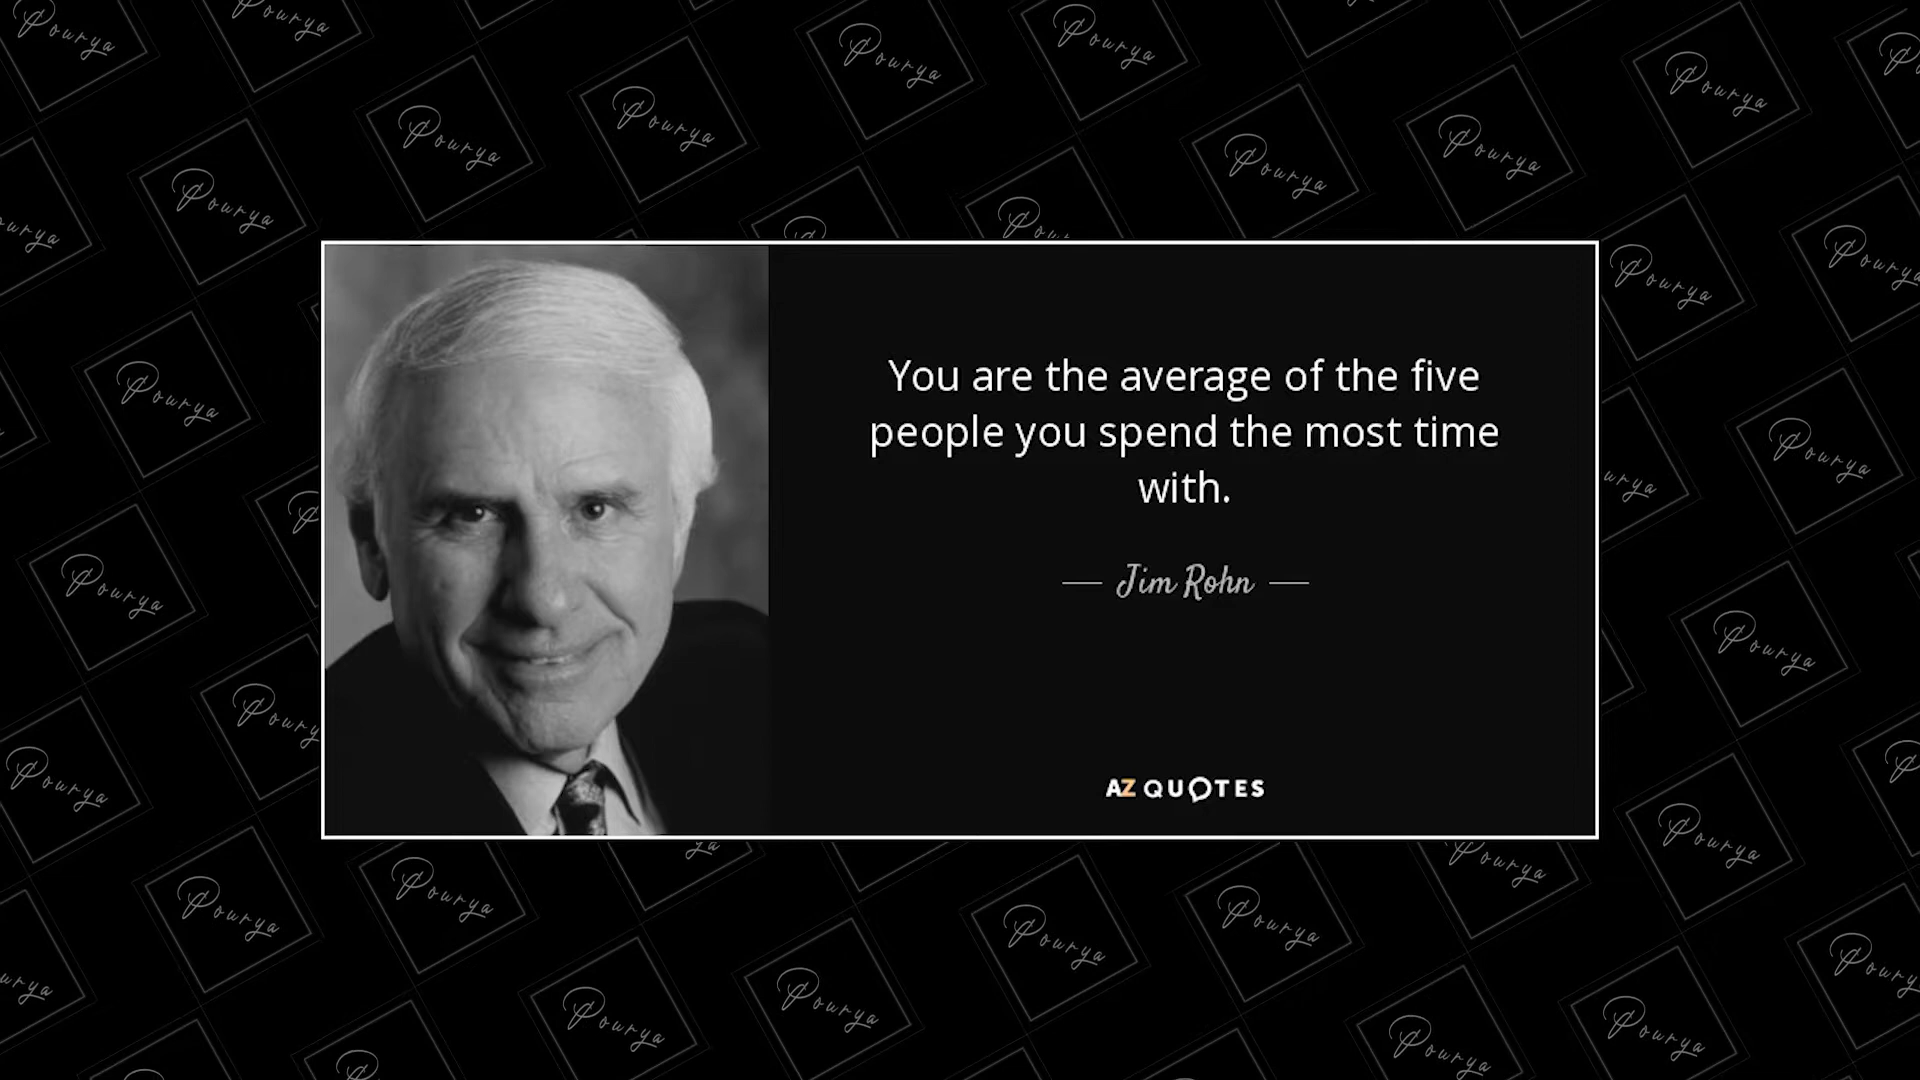 You are the average of the five
people you spend the most time
with.
Jim Rohn
AZ QUOTES
Pourya